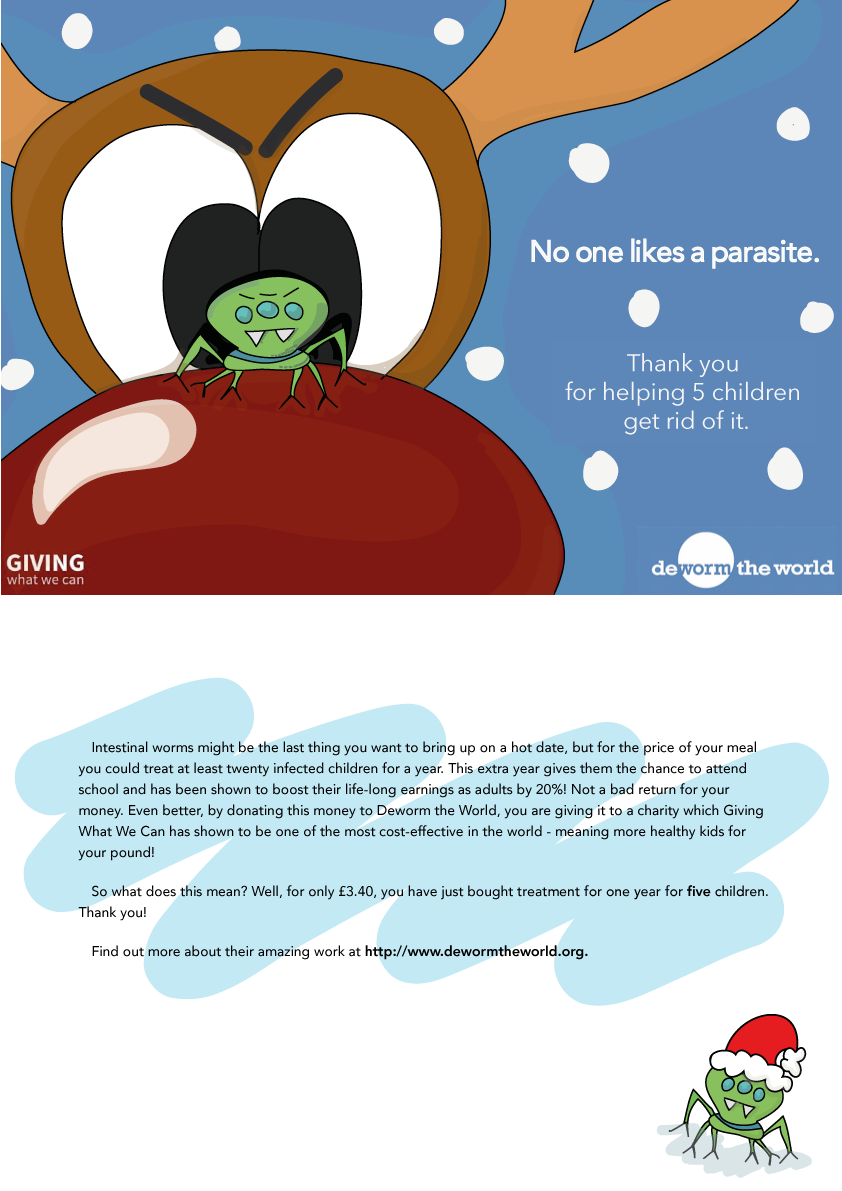 No one likes a parasite.
Thank you
for helping 5 children
get rid of it.
GIVING
what we can
deworm the world
Intestinal worms might be the last thing you want to bring up on a hot date, but for the price of your meal
you could treat at least twenty infected children for a year. This extra year gives them the chance to attend
school and has been shown to boost their life-long earnings as adults by 20%! Not a bad return for your
money. Even better, by donating this money to Deworm the World, you are giving it to a charity which Giving
What We Can has shown to be one of the most cost-effective in the world - meaning more healthy kids for
your pound!
So what does this mean? Well, for only £3.40, you have just bought treatment for one year for five children.
Thank you!
Find out more about their amazing work at http://www.dewormtheworld.org.